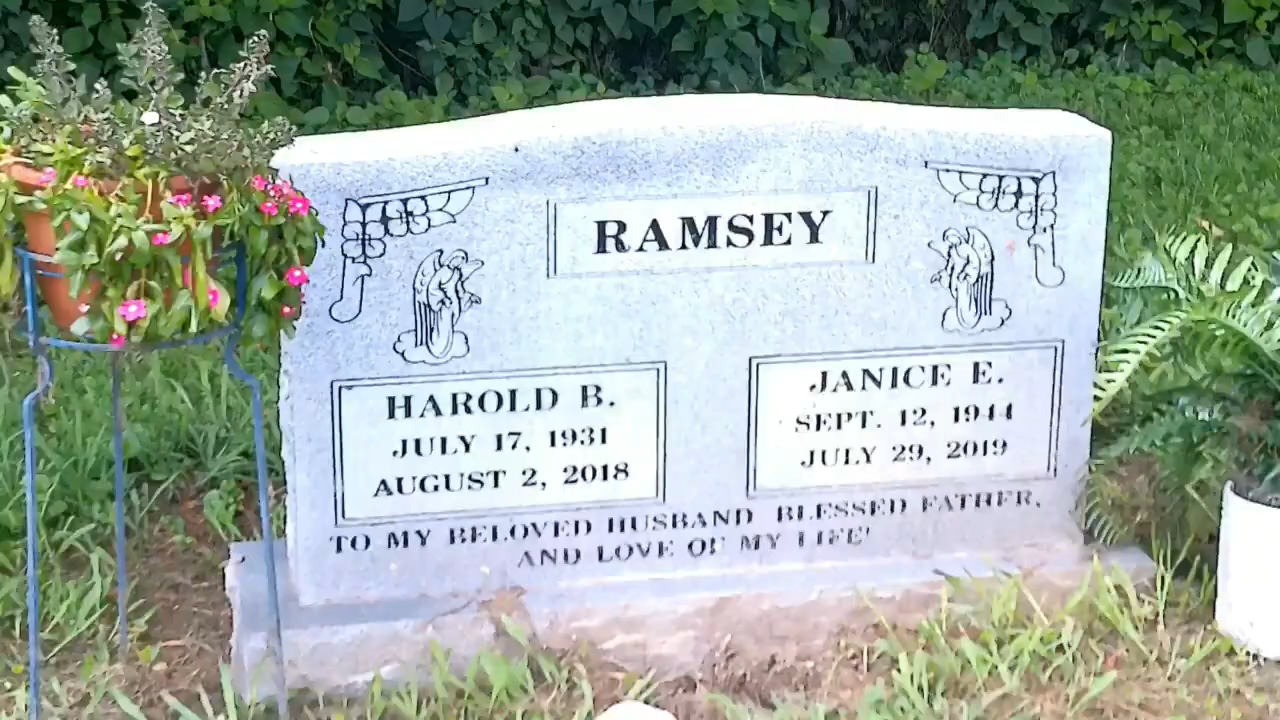 RAMSEY
HAROLD B.
JULY 17, 1931
AUGUST 2, 2018
JANICE E.
SEPT. 12, 1944
JULY 29, 2019
TO MY BELOVED HUSBAND BLESSED FATHER,
AND LOVE OF MY LIFE!